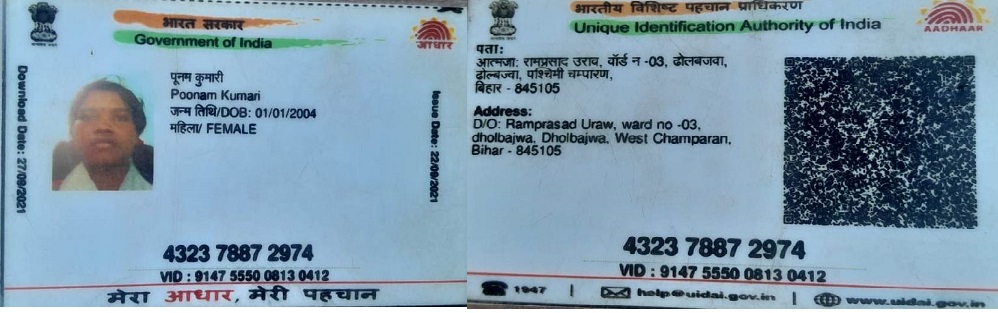 भारत सरकार
Government of India
आधार
Download Date: 27/09/2021
पूनम कुमारी
Poonam Kumari
जन्म तिथि/DOB: 01/01/2004
महिला/ FEMALE
Issue Date: 22/09/2021
4323 7887 2974
VID : 9147 5550 0813 0412
मेरा आधार, मेरी पहचान
भारतीय विशिष्ट पहचान प्राधिकरण
Unique Identification Authority of India
AADHAAR
पता:
आत्मजा: रामप्रसाद उराव, वॉर्ड न -03, ढोलबजवा,
ढोल्बज्वा, पश्चिमी चम्पारण,
बिहार - 845105
Address:
D/O: Ramprasad Uraw, ward no -03,
dholbajwa, Dholbajwa, West Champaran,
Bihar - 845105
4323 7887 2974
VID : 9147 5550 0813 0412
1947 | help@uidai.gov.in | www.uidai.gov.in